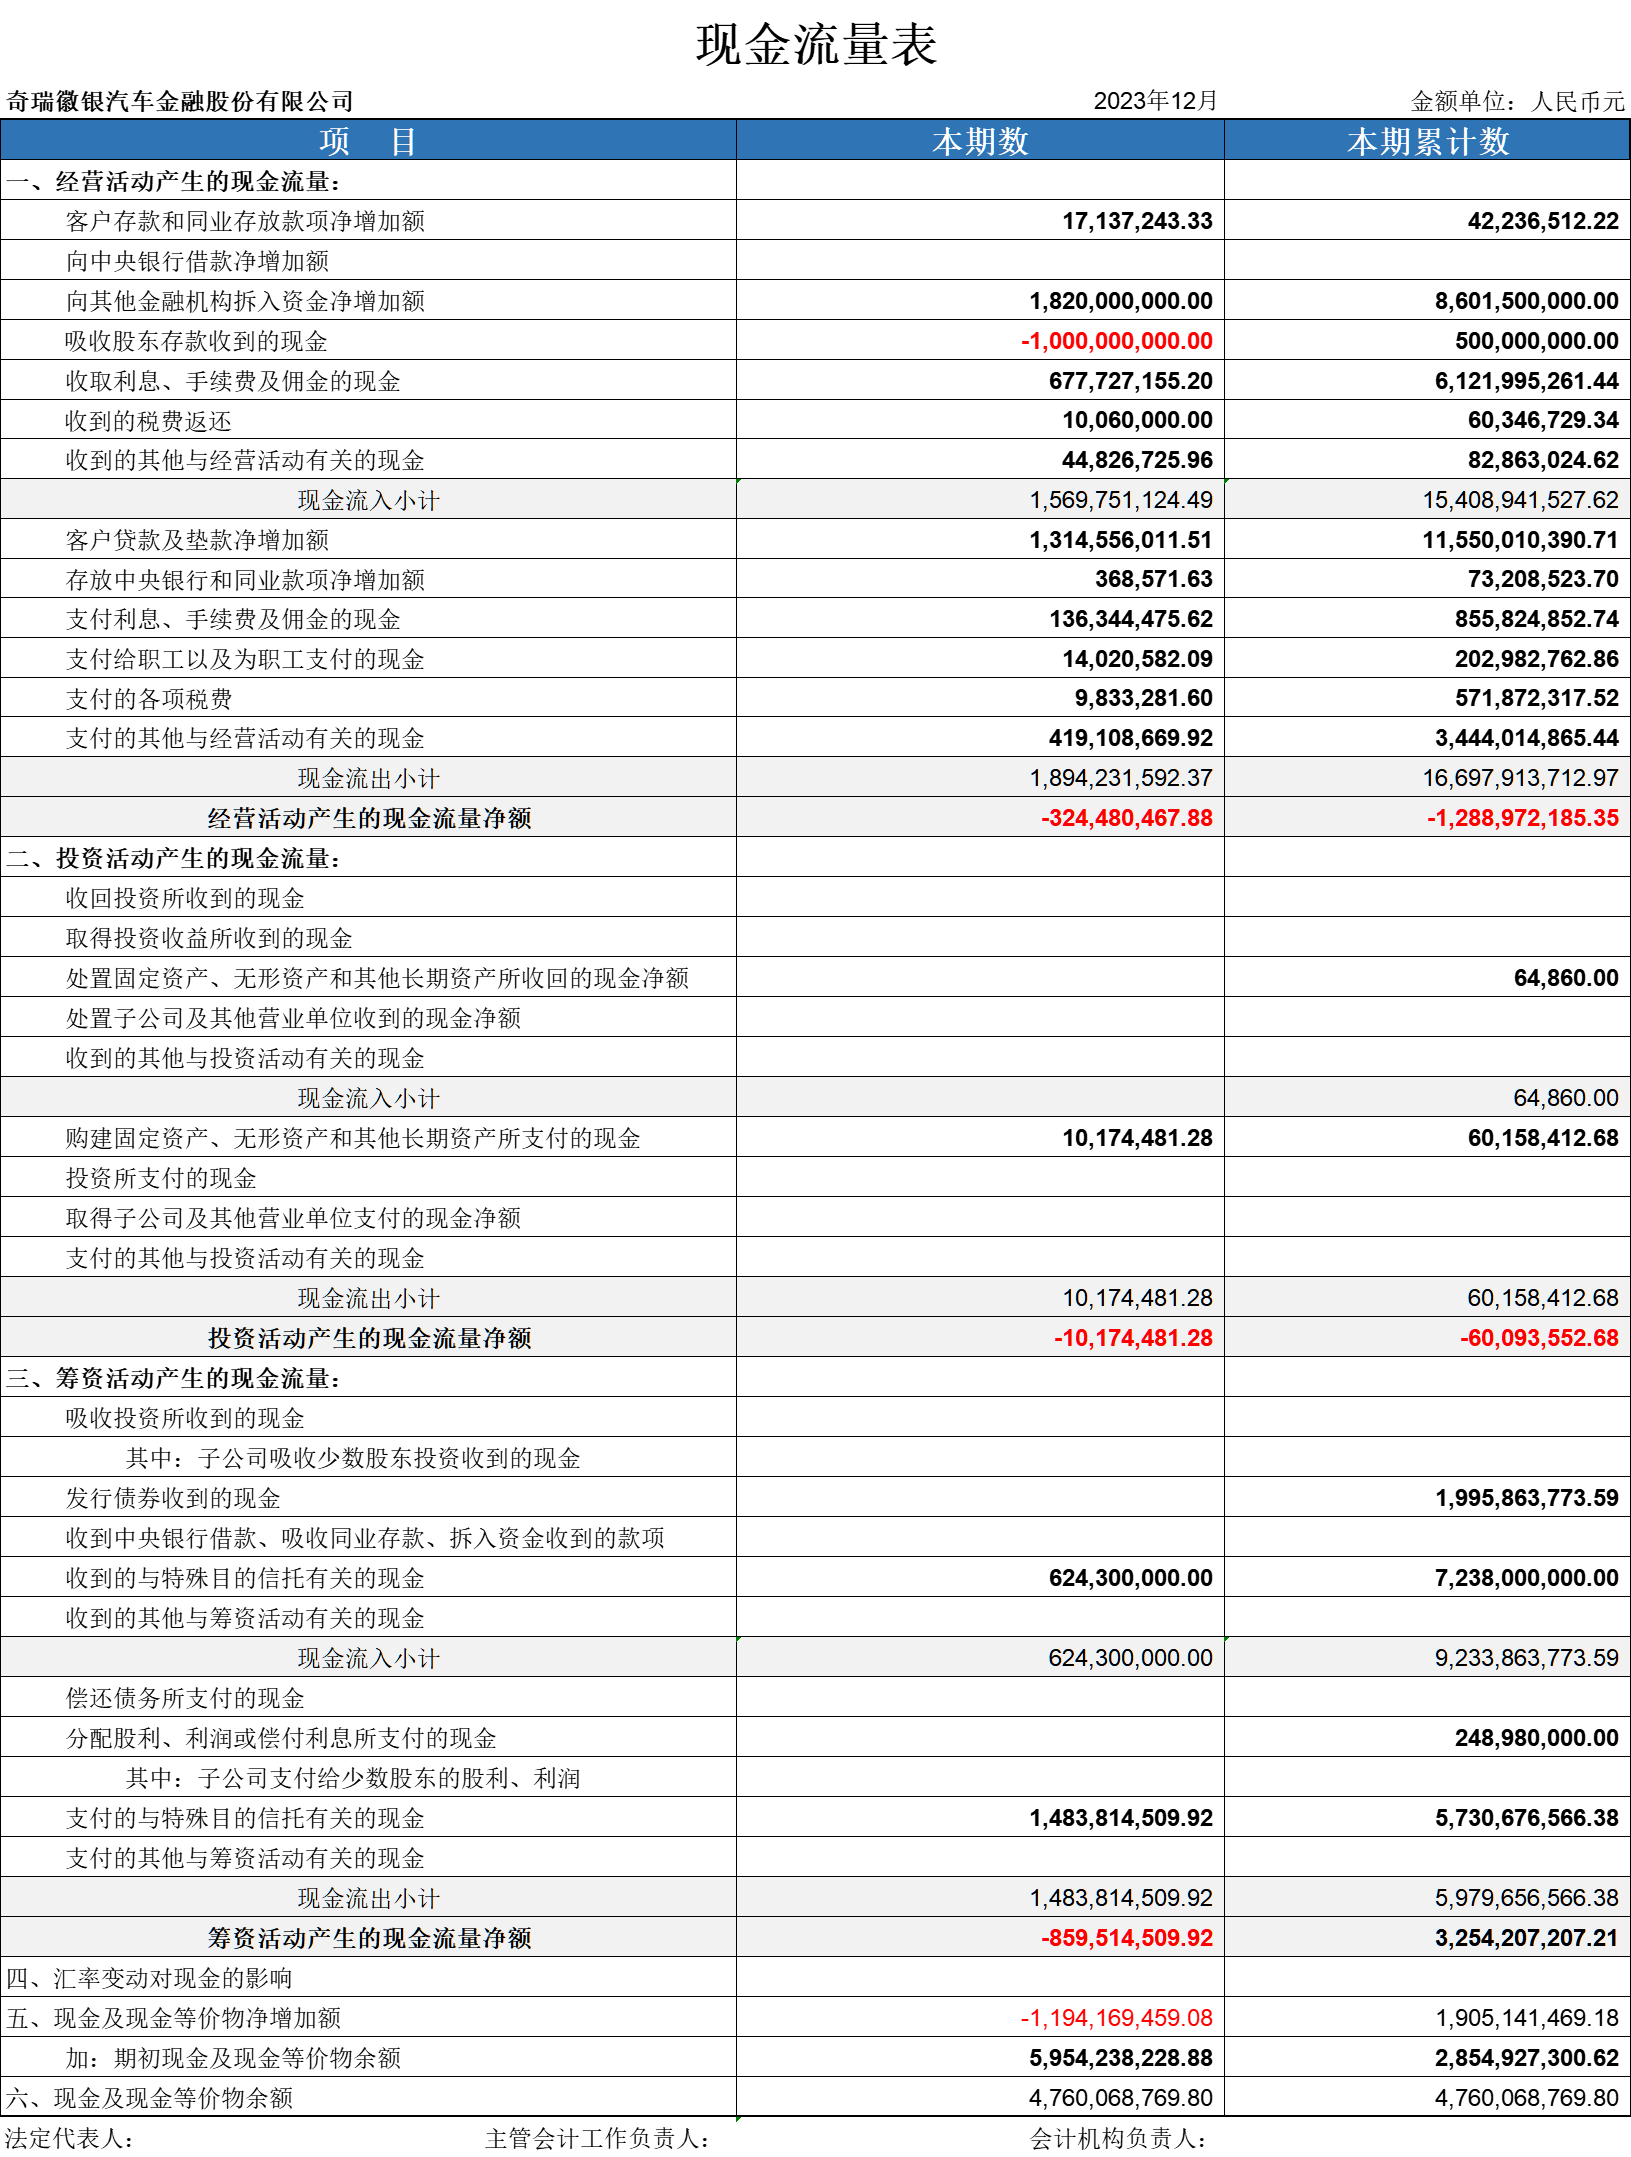 现金流量表
奇瑞徽银汽车金融股份有限公司 2023年12月 金额单位：人民币元
项 目 本期数 本期累计数
一、经营活动产生的现金流量：
客户存款和同业存放款项净增加额 17,137,243.33 42,236,512.22
向中央银行借款净增加额
向其他金融机构拆入资金净增加额 1,820,000,000.00 8,601,500,000.00
吸收股东存款收到的现金 -1,000,000,000.00 500,000,000.00
收取利息、手续费及佣金的现金 677,727,155.20 6,121,995,261.44
收到的税费返还 10,060,000.00 60,346,729.34
收到的其他与经营活动有关的现金 44,826,725.96 82,863,024.62
现金流入小计 1,569,751,124.49 15,408,941,527.62
客户贷款及垫款净增加额 1,314,556,011.51 11,550,010,390.71
存放中央银行和同业款项净增加额 368,571.63 73,208,523.70
支付利息、手续费及佣金的现金 136,344,475.62 855,824,852.74
支付给职工以及为职工支付的现金 14,020,582.09 202,982,762.86
支付的各项税费 9,833,281.60 571,872,317.52
支付的其他与经营活动有关的现金 419,108,669.92 3,444,014,865.44
现金流出小计 1,894,231,592.37 16,697,913,712.97
经营活动产生的现金流量净额 -324,480,467.88 -1,288,972,185.35
二、投资活动产生的现金流量：
收回投资所收到的现金
取得投资收益所收到的现金
处置固定资产、无形资产和其他长期资产所收回的现金净额 64,860.00
处置子公司及其他营业单位收到的现金净额
收到的其他与投资活动有关的现金
现金流入小计 64,860.00
购建固定资产、无形资产和其他长期资产所支付的现金 10,174,481.28 60,158,412.68
投资所支付的现金
取得子公司及其他营业单位支付的现金净额
支付的其他与投资活动有关的现金
现金流出小计 10,174,481.28 60,158,412.68
投资活动产生的现金流量净额 -10,174,481.28 -60,093,552.68
三、筹资活动产生的现金流量：
吸收投资所收到的现金
其中：子公司吸收少数股东投资收到的现金
发行债券收到的现金 1,995,863,773.59
收到中央银行借款、吸收同业存款、拆入资金收到的款项
收到的与特殊目的信托有关的现金 624,300,000.00 7,238,000,000.00
收到的其他与筹资活动有关的现金
现金流入小计 624,300,000.00 9,233,863,773.59
偿还债务所支付的现金
分配股利、利润或偿付利息所支付的现金 248,980,000.00
其中：子公司支付给少数股东的股利、利润
支付的与特殊目的信托有关的现金 1,483,814,509.92 5,730,676,566.38
支付的其他与筹资活动有关的现金
现金流出小计 1,483,814,509.92 5,979,656,566.38
筹资活动产生的现金流量净额 -859,514,509.92 3,254,207,207.21
四、汇率变动对现金的影响
五、现金及现金等价物净增加额 -1,194,169,459.08 1,905,141,469.18
加：期初现金及现金等价物余额 5,954,238,228.88 2,854,927,300.62
六、现金及现金等价物余额 4,760,068,769.80 4,760,068,769.80
法定代表人： 主管会计工作负责人： 会计机构负责人：